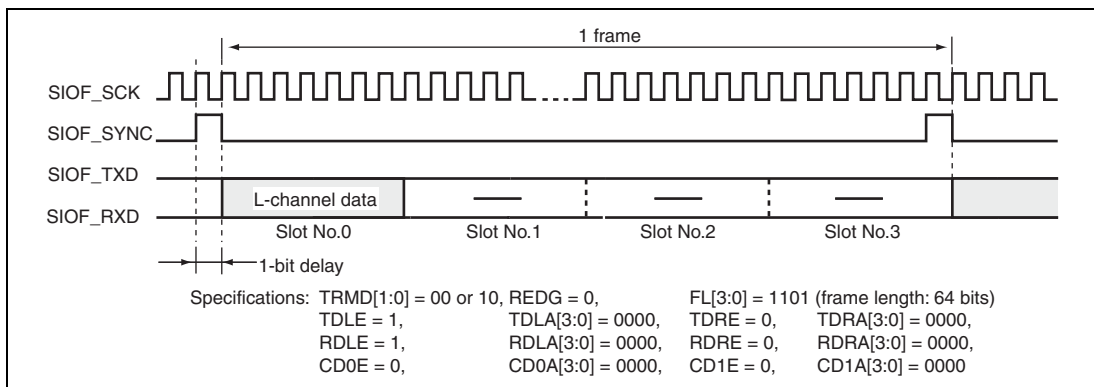 1 frame
SIOF_SCK
SIOF_SYNC
SIOF_TXD
SIOF_RXD
L-channel data
Slot No.0 Slot No.1 Slot No.2 Slot No.3
1-bit delay
Specifications: TRMD[1:0] = 00 or 10, REDG = 0, FL[3:0] = 1101 (frame length: 64 bits)
TDLE = 1, TDLA[3:0] = 0000, TDRE = 0, TDRA[3:0] = 0000,
RDLE = 1, RDLA[3:0] = 0000, RDRE = 0, RDRA[3:0] = 0000,
CD0E = 0, CD0A[3:0] = 0000, CD1E = 0, CD1A[3:0] = 0000